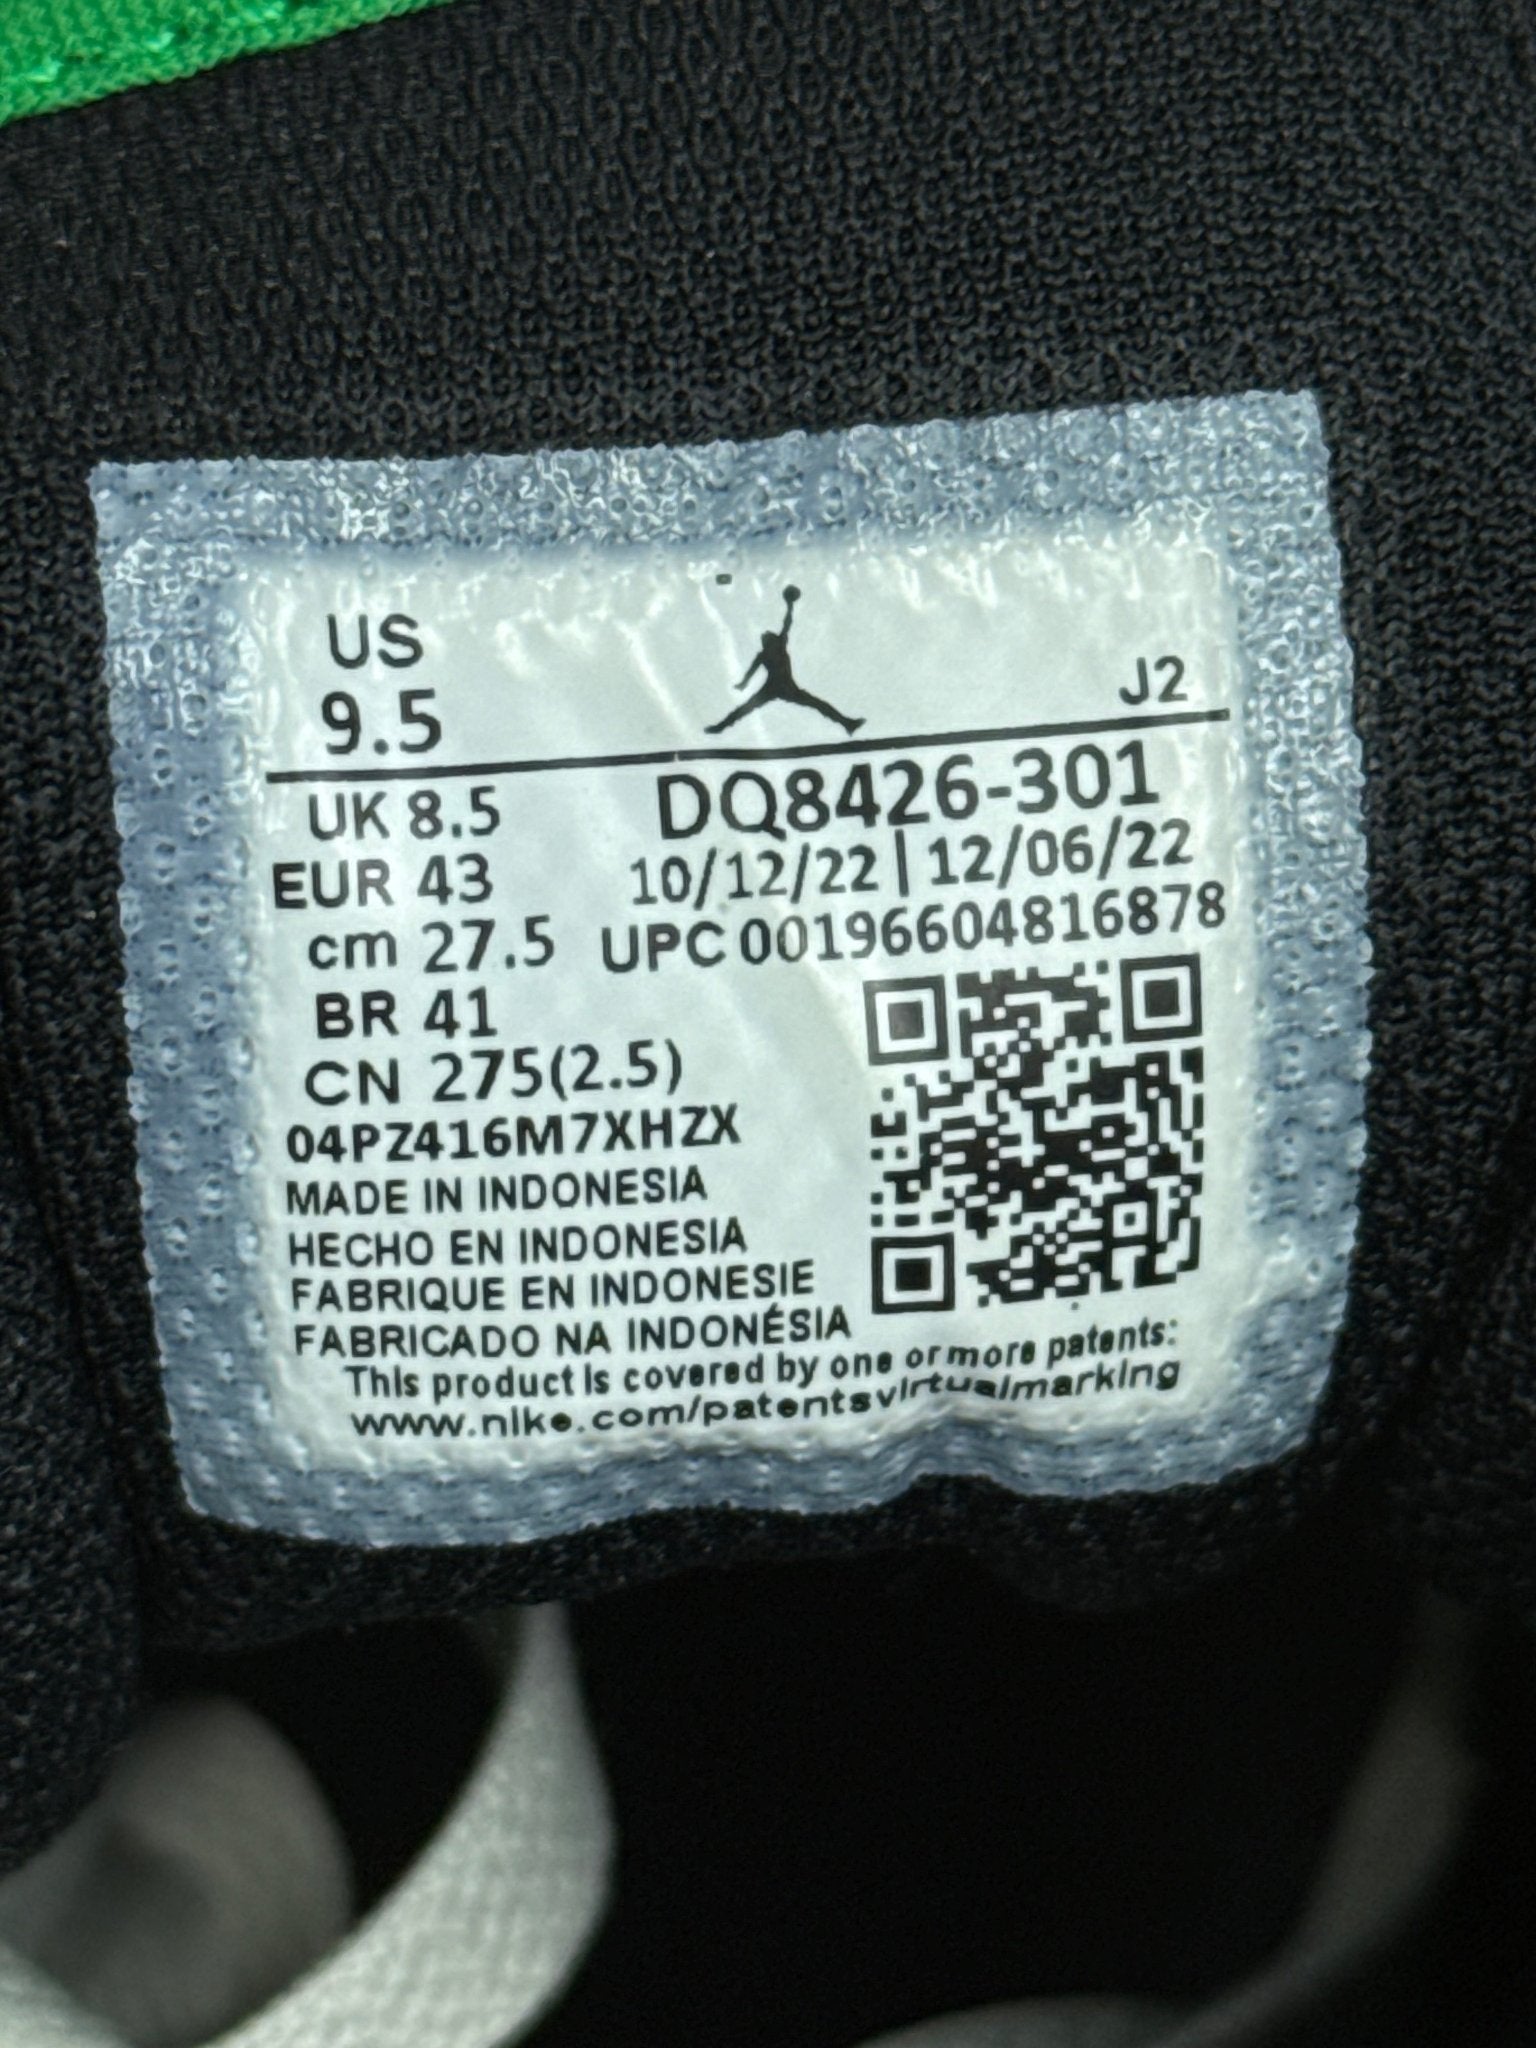 US
9.5
J2
UK 8.5
DQ8426-301
EUR 43
10/12/22 | 12/06/22
cm 27.5
UPC 00196604816878
BR 41
CN 275(2.5)
04PZ416M7XHZX
MADE IN INDONESIA
HECHO EN INDONESIA
FABRIQUE EN INDONESIE
FABRICADO NA INDONÉSIA
This product is covered by one or more patents:
www.nike.com/patentsvirtualmarking